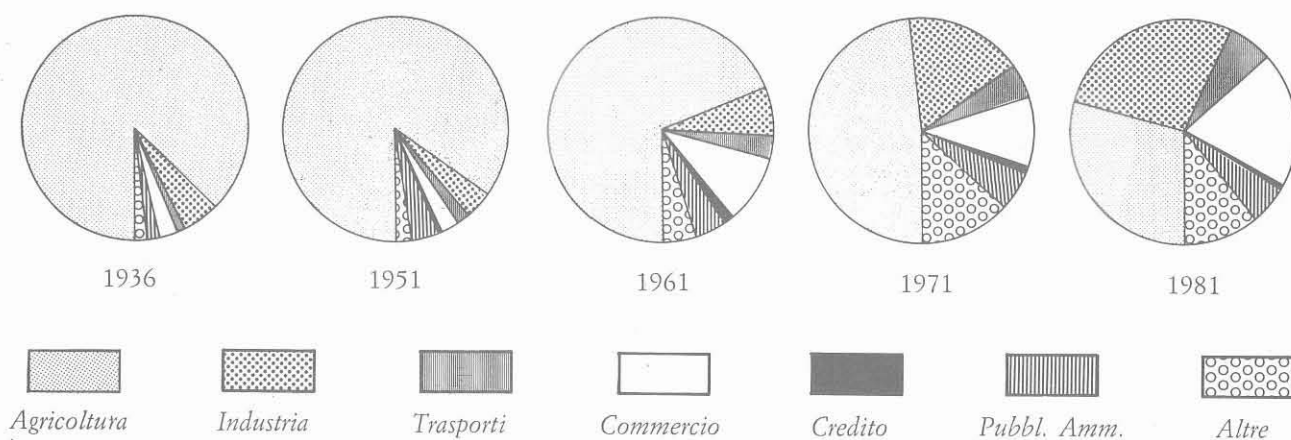 1936 1951 1961 1971 1981
Agricoltura Industria Trasporti Commercio Credito Pubbl. Amm. Altre